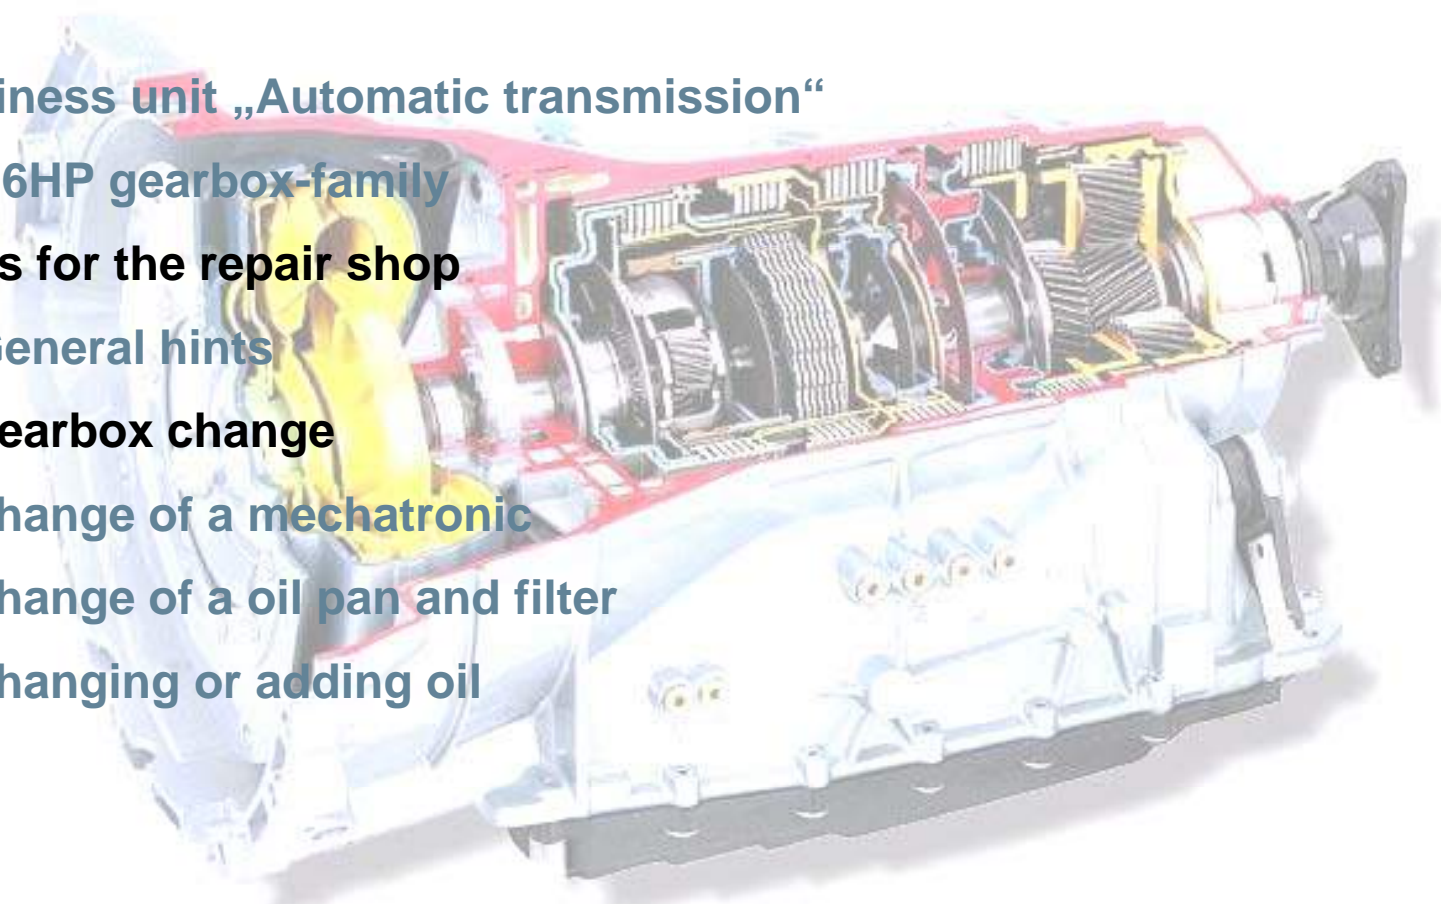 iness unit „Automatic transmission“
6HP gearbox-family
s for the repair shop
General hints
earbox change
hange of a mechatronic
hange of a oil pan and filter
hanging or adding oil